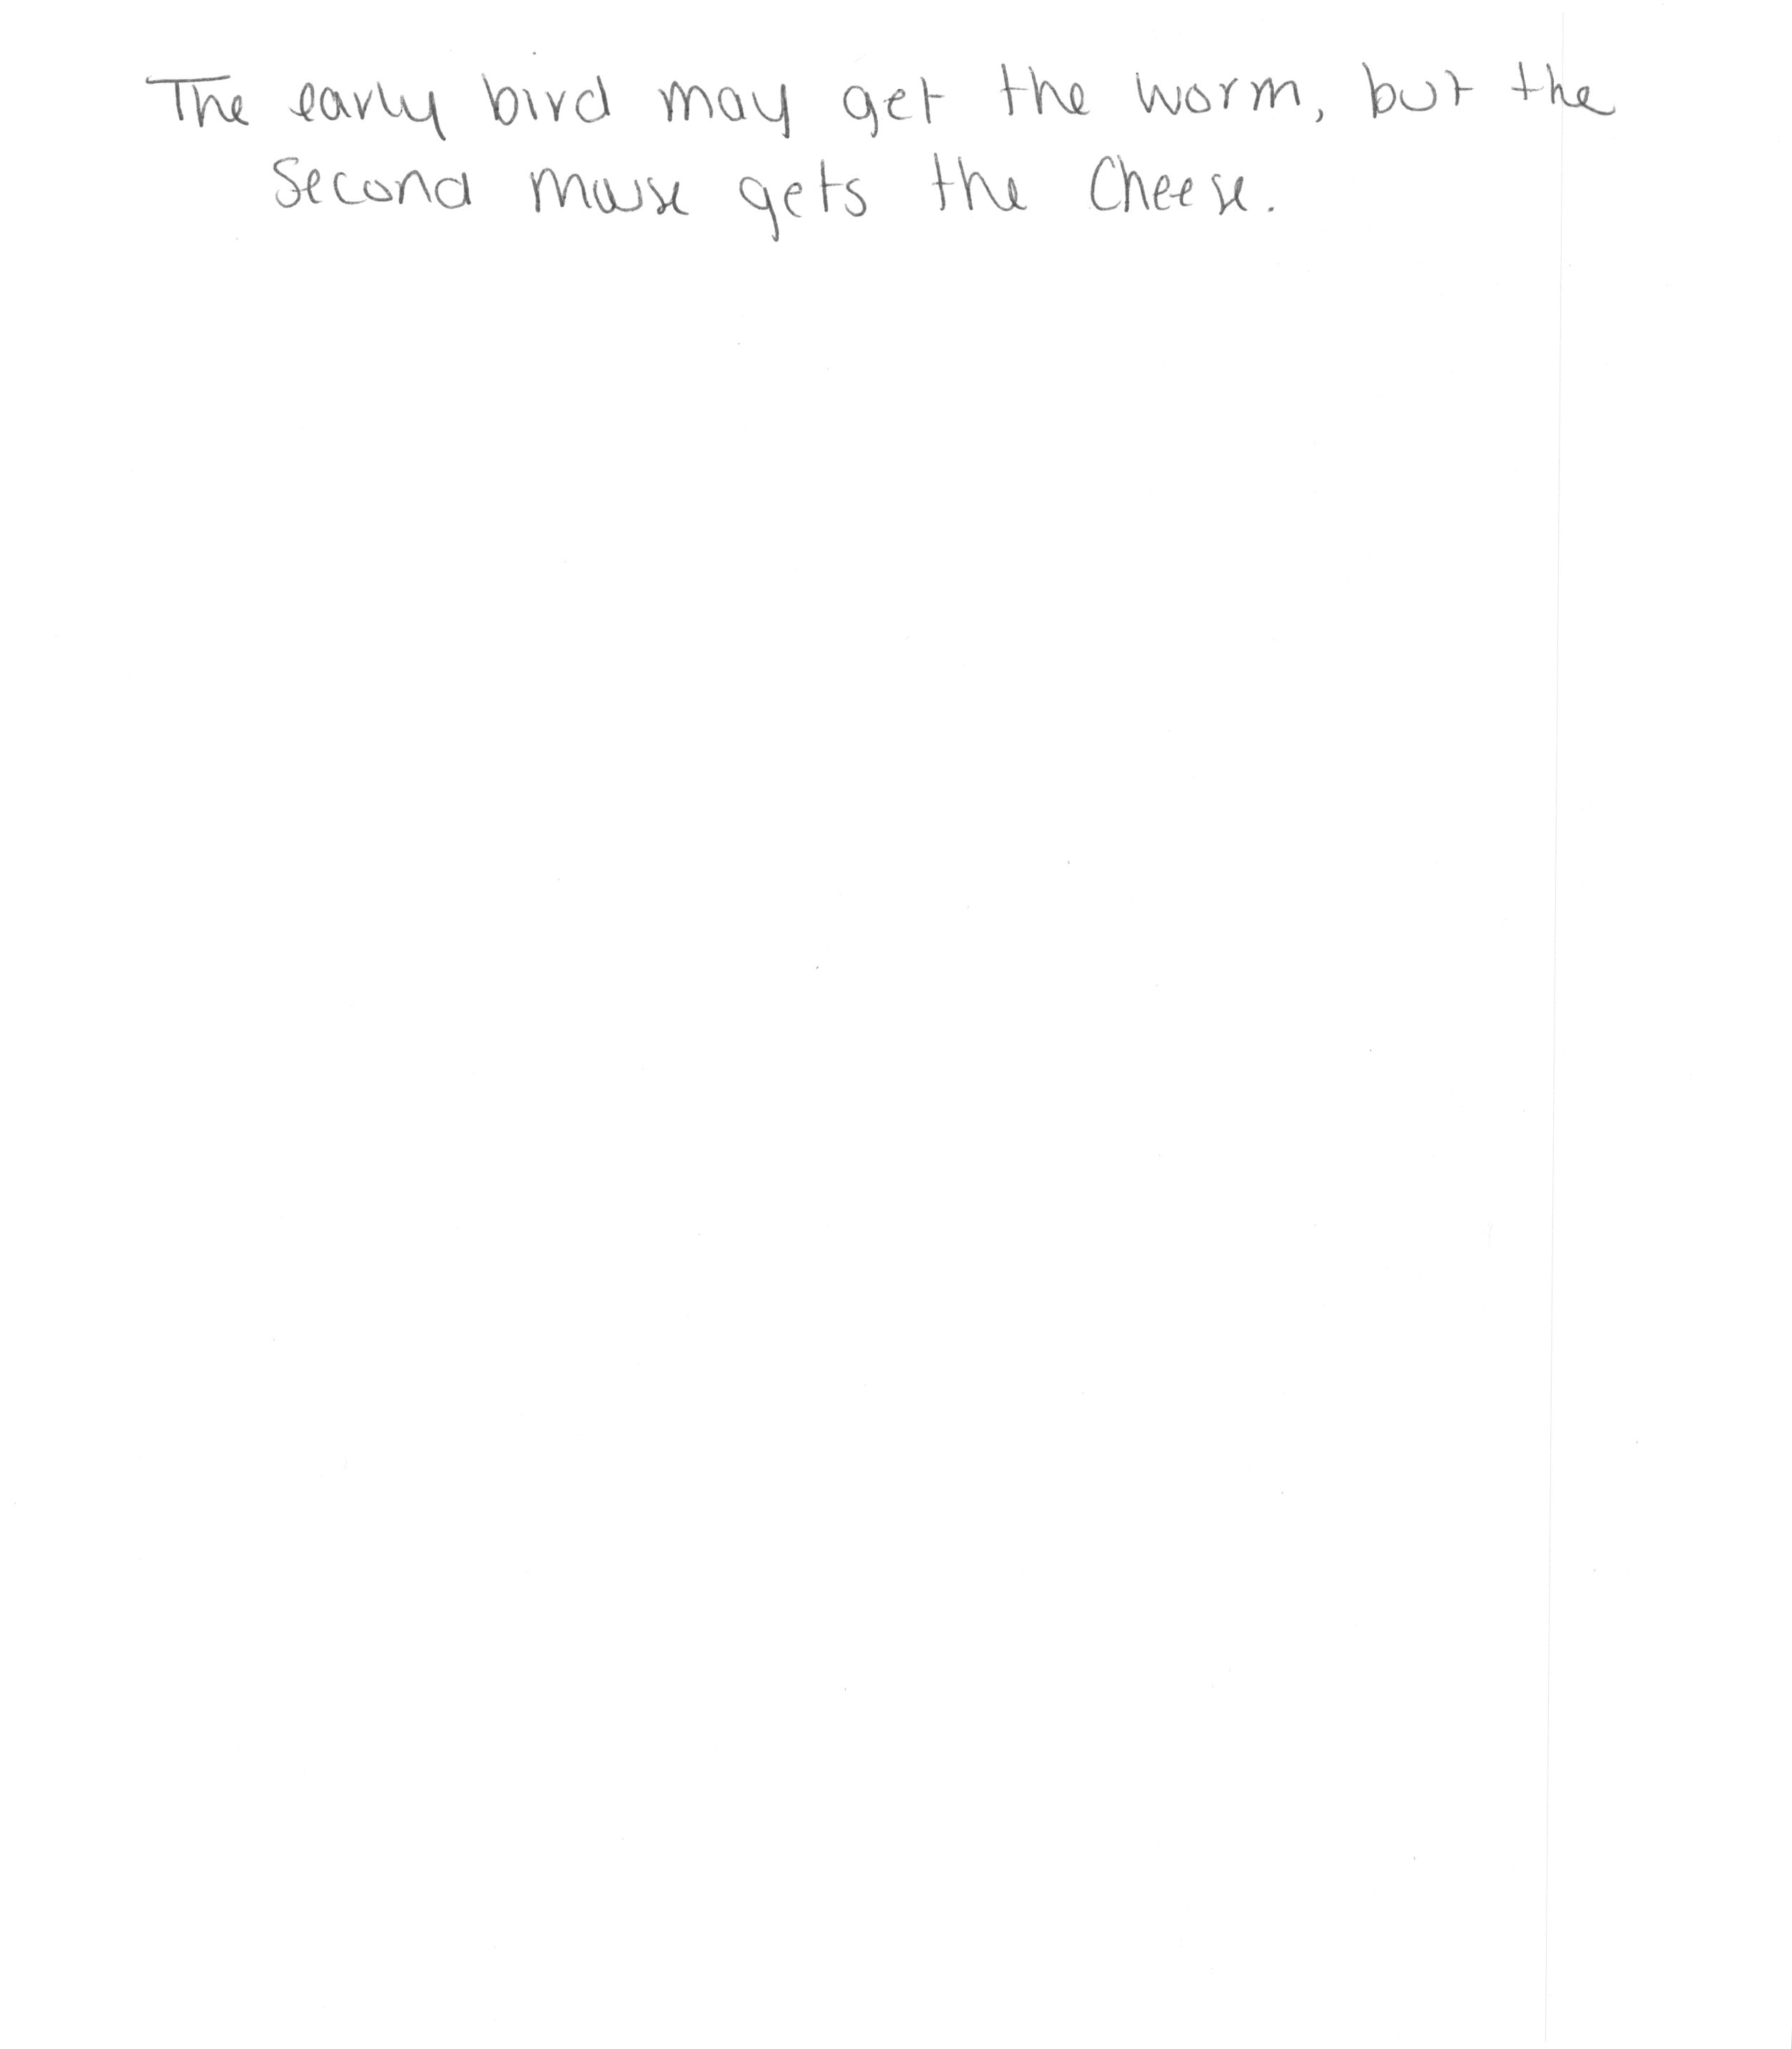 The early bird may get the worm, but the
second mouse gets the cheese.